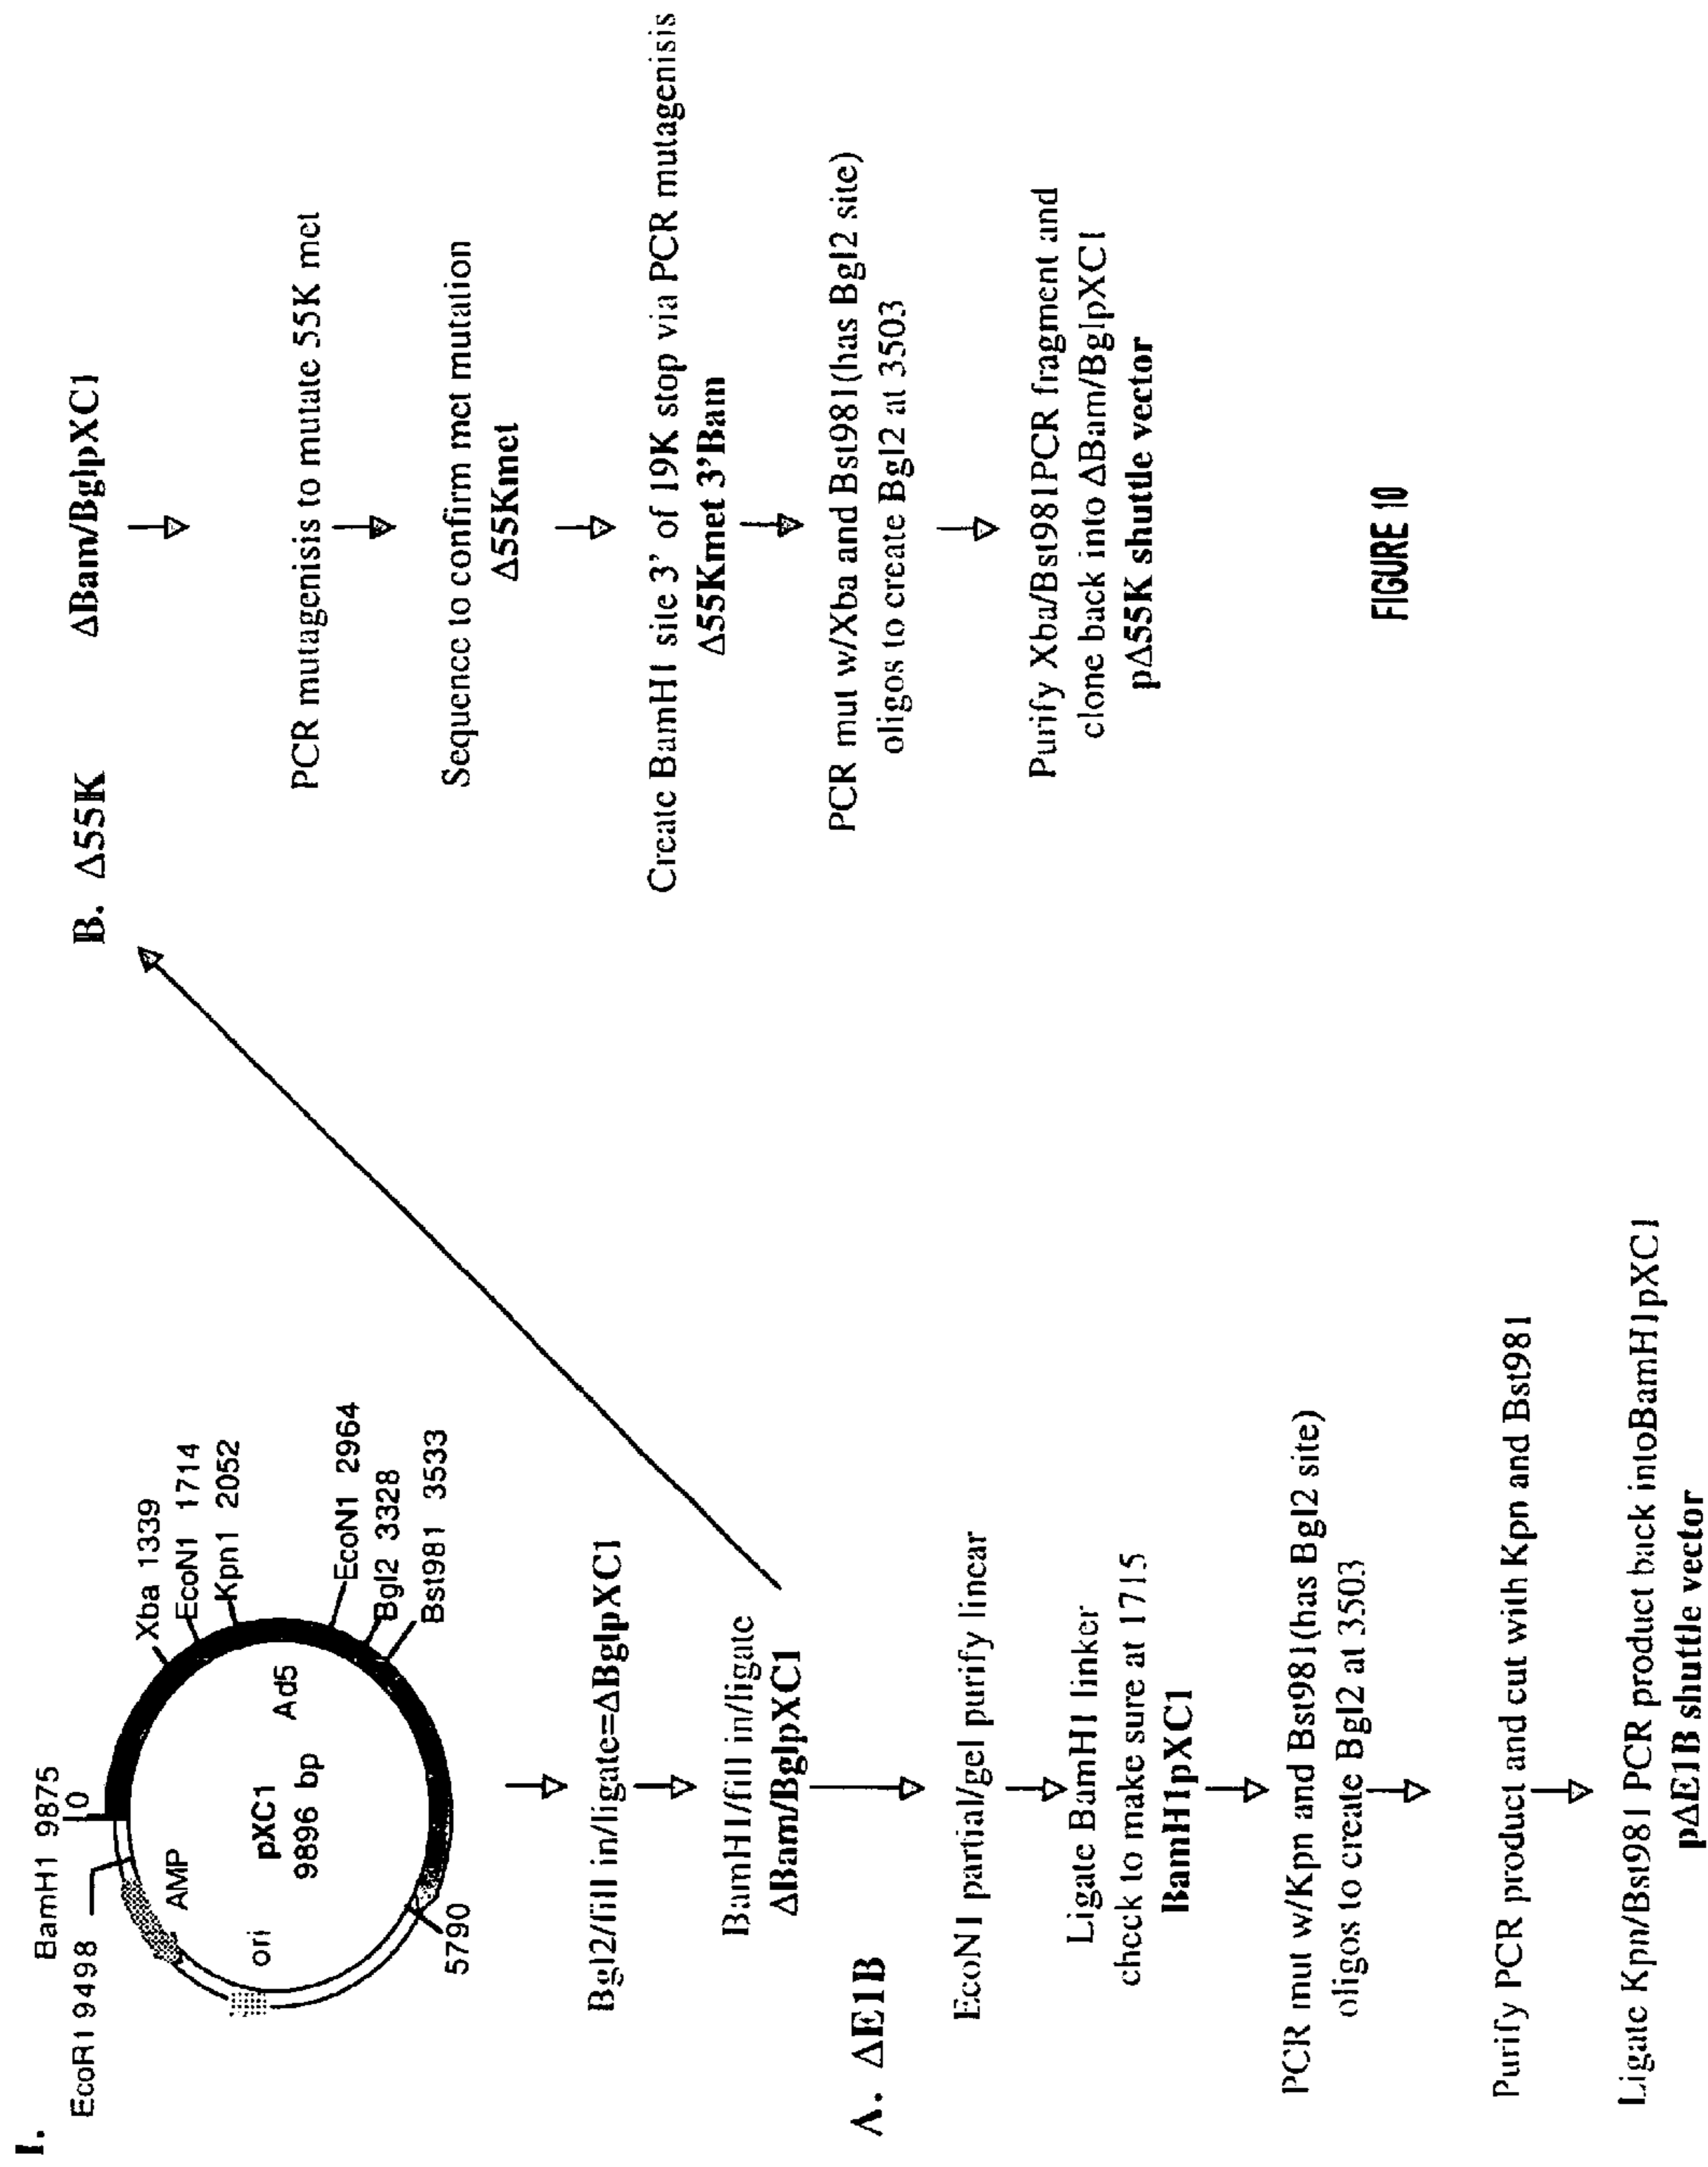 I.
BamH1 9875
0
EcoR1 9498
Xba 1339
EcoN1 1714
Kpn1 2052
EcoN1 2964
Bgl2 3328
Bst981 3533
AMP
ori
pXC1
9896 bp
Ad5
5790
Bgl2/fill in/ligate=ΔBglpXC1
BamH1/fill in/ligate
ΔBam/BglpXC1
A. ΔE1B
EcoN1 partial/gel purify linear
Ligate BamH1 linker
check to make sure at 1715
BamH1pXC1
PCR mut w/Kpn and Bst981(has Bgl2 site)
oligos to create Bgl2 at 3503
Purify PCR product and cut with Kpn and Bst981
Ligate Kpn/Bst981 PCR product back intoBamH1pXC1
pΔE1B shuttle vector
B. Δ55K
ΔBam/BglpXC1
PCR mutagenisis to mutate 55K met
Sequence to confirm met mutation
Δ55Kmet
Create BamH1 site 3' of 19K stop via PCR mutagenisis
Δ55Kmet 3'Bam
PCR mut w/Xba and Bst981(has Bgl2 site)
oligos to create Bgl2 at 3503
Purify Xba/Bst981PCR fragment and
clone back into ΔBam/BglpXC1
pΔ55K shuttle vector
FIGURE 10